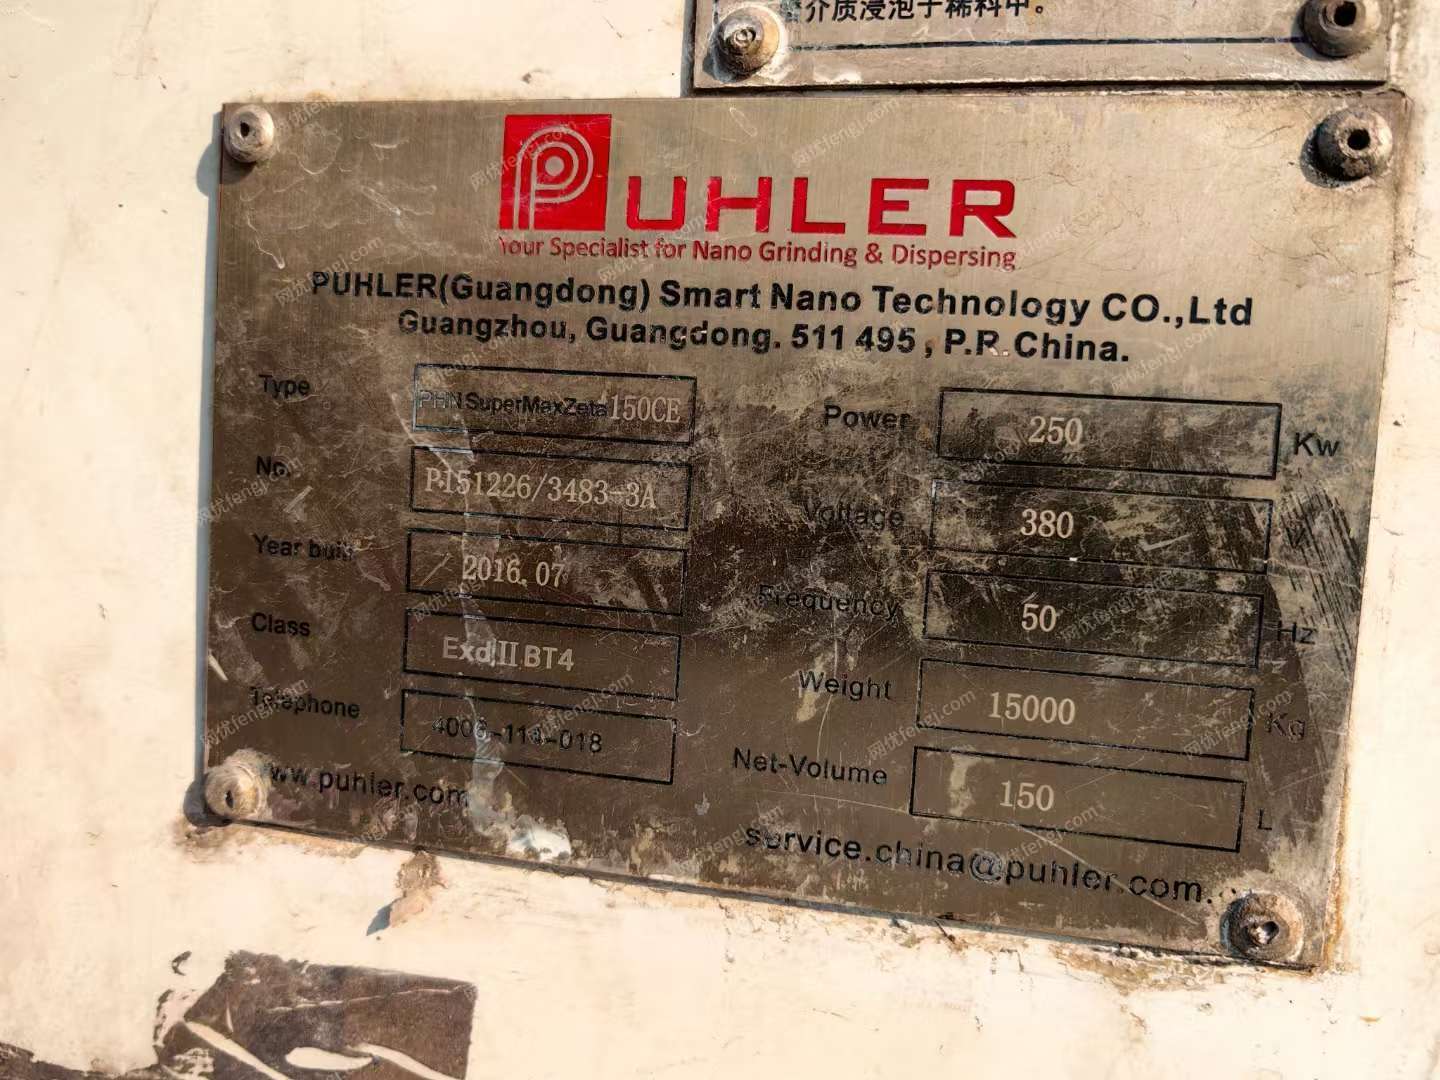 介质浸泡于稀料中。
PUHLER
Your Specialist for Nano Grinding & Dispersing
PUHLER(Guangdong) Smart Nano Technology CO.,Ltd
Guangzhou, Guangdong. 511 495 , P.R.China.
Type PHN SuperMaxZeta 150CE
No. P151226/3483-3A
Year built 2016.07
Class Exd II BT4
Telephone
www.puhler.com
Power 250 Kw
Voltage 380 V
Frequency 50 Hz
Weight 15000 Kg
Net-Volume 150 L
service.china@puhler.com.